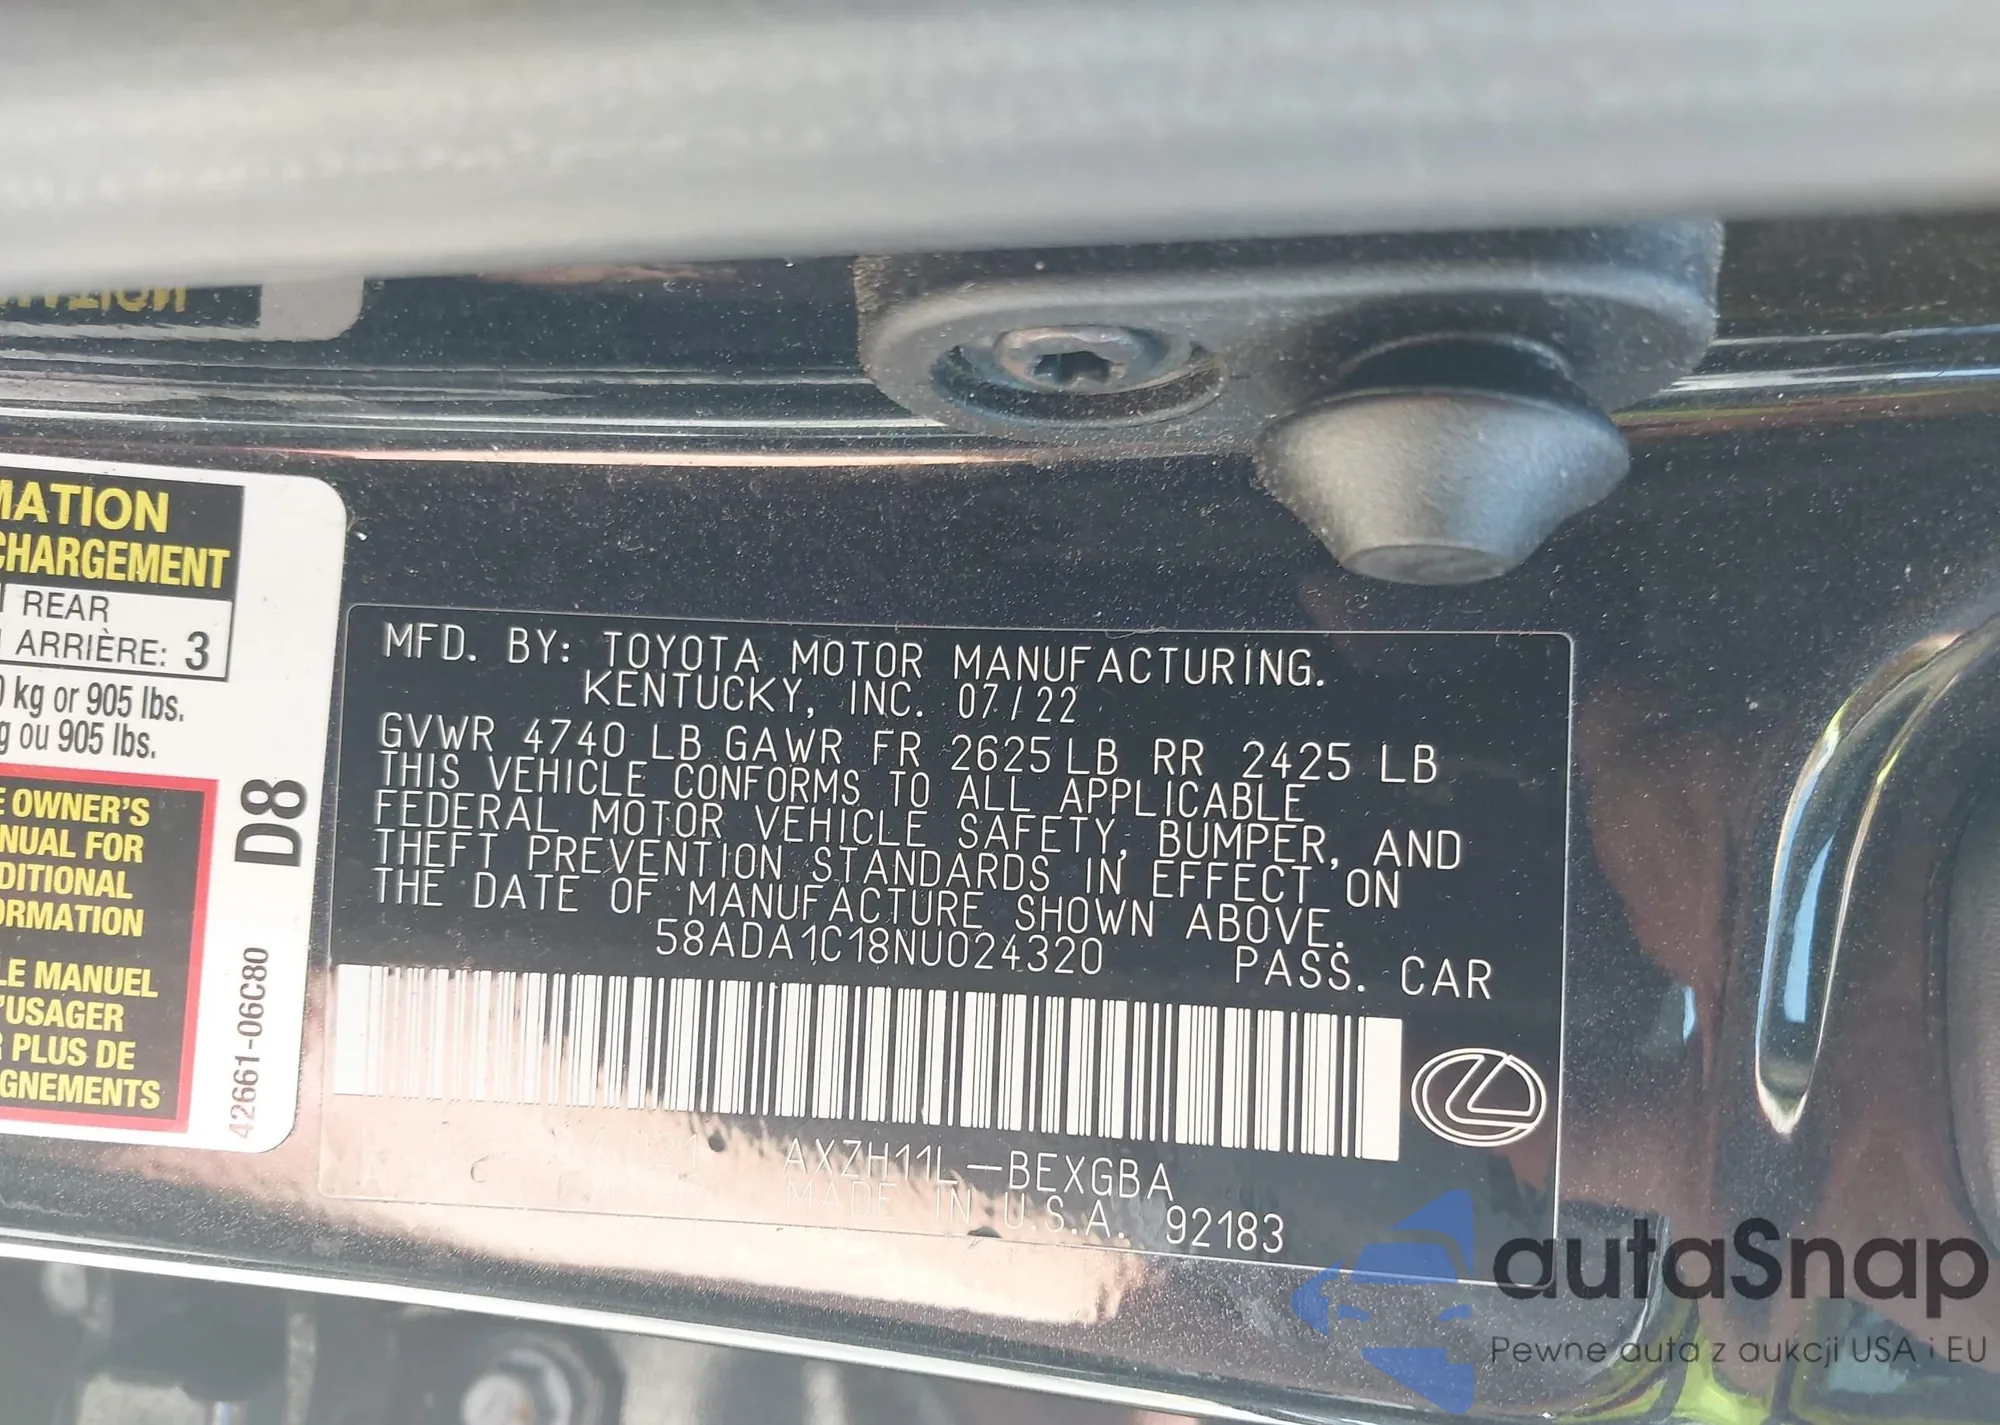 MATION
CHARGEMENT
REAR
ARRIÈRE: 3
kg or 905 lbs.
ou 905 lbs.
OWNER'S
NUAL FOR
DITIONAL
ORMATION
LE MANUEL
'USAGER
PLUS DE
GNEMENTS
D8
42661-06C80
MFD. BY: TOYOTA MOTOR MANUFACTURING.
KENTUCKY, INC. 07/22
GVWR 4740 LB GAWR FR 2625 LB RR 2425 LB
THIS VEHICLE CONFORMS TO ALL APPLICABLE
FEDERAL MOTOR VEHICLE SAFETY, BUMPER, AND
THEFT PREVENTION STANDARDS IN EFFECT ON
THE DATE OF MANUFACTURE SHOWN ABOVE.
58ADA1C18NU024320 PASS. CAR
AXZH11L-BEXGBA
MADE IN U.S.A. 92183
autaSnap
Pewne auta z aukcji USA i EU